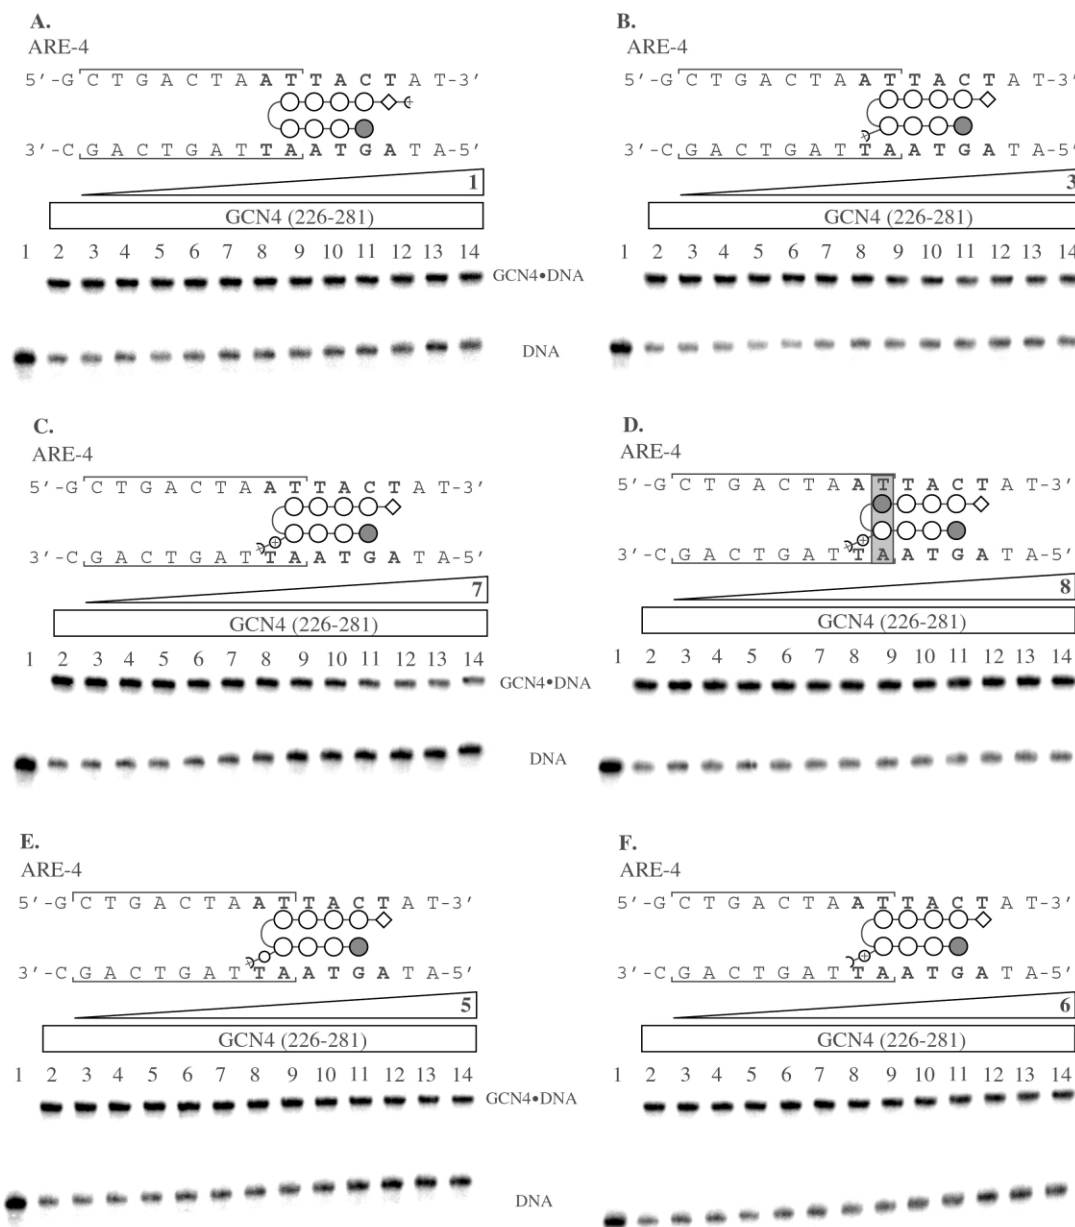 A.
ARE-4
5′-G C T G A C T A A T T A C T A T-3′
3′-C G A C T G A T T A A T G A T A-5′
1
GCN4 (226-281)
1 2 3 4 5 6 7 8 9 10 11 12 13 14
GCN4•DNA
DNA
B.
ARE-4
5′-G C T G A C T A A T T A C T A T-3′
3′-C G A C T G A T T A A T G A T A-5′
3
GCN4 (226-281)
1 2 3 4 5 6 7 8 9 10 11 12 13 14
C.
ARE-4
5′-G C T G A C T A A T T A C T A T-3′
+
3′-C G A C T G A T T A A T G A T A-5′
7
GCN4 (226-281)
1 2 3 4 5 6 7 8 9 10 11 12 13 14
GCN4•DNA
DNA
D.
ARE-4
5′-G C T G A C T A A T T A C T A T-3′
+
3′-C G A C T G A T T A A T G A T A-5′
8
GCN4 (226-281)
1 2 3 4 5 6 7 8 9 10 11 12 13 14
E.
ARE-4
5′-G C T G A C T A A T T A C T A T-3′
3′-C G A C T G A T T A A T G A T A-5′
5
GCN4 (226-281)
1 2 3 4 5 6 7 8 9 10 11 12 13 14
GCN4•DNA
DNA
F.
ARE-4
5′-G C T G A C T A A T T A C T A T-3′
+
3′-C G A C T G A T T A A T G A T A-5′
6
GCN4 (226-281)
1 2 3 4 5 6 7 8 9 10 11 12 13 14